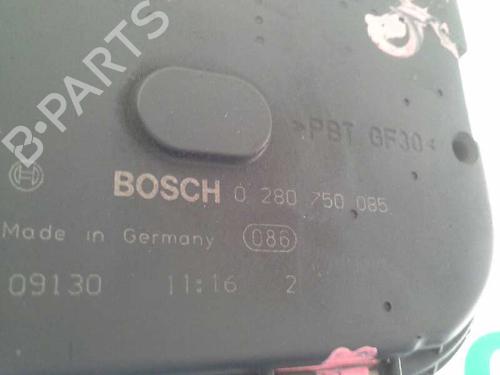 B-PARTS
>PBT GF30<
BOSCH 0 280 750 085
Made in Germany 086
09130 11:16 2